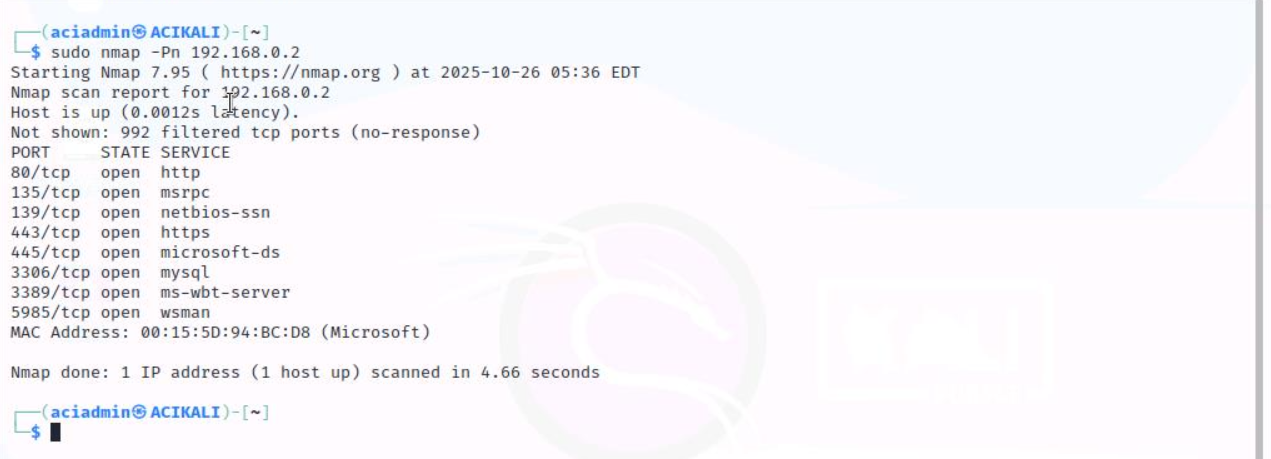 ┌──(aciadmin㉿ACIKALI)-[~]
└─$ sudo nmap -Pn 192.168.0.2
Starting Nmap 7.95 ( https://nmap.org ) at 2025-10-26 05:36 EDT
Nmap scan report for 192.168.0.2
Host is up (0.0012s latency).
Not shown: 992 filtered tcp ports (no-response)
PORT     STATE SERVICE
80/tcp   open  http
135/tcp  open  msrpc
139/tcp  open  netbios-ssn
443/tcp  open  https
445/tcp  open  microsoft-ds
3306/tcp open  mysql
3389/tcp open  ms-wbt-server
5985/tcp open  wsman
MAC Address: 00:15:5D:94:BC:D8 (Microsoft)
Nmap done: 1 IP address (1 host up) scanned in 4.66 seconds
┌──(aciadmin㉿ACIKALI)-[~]
└─$